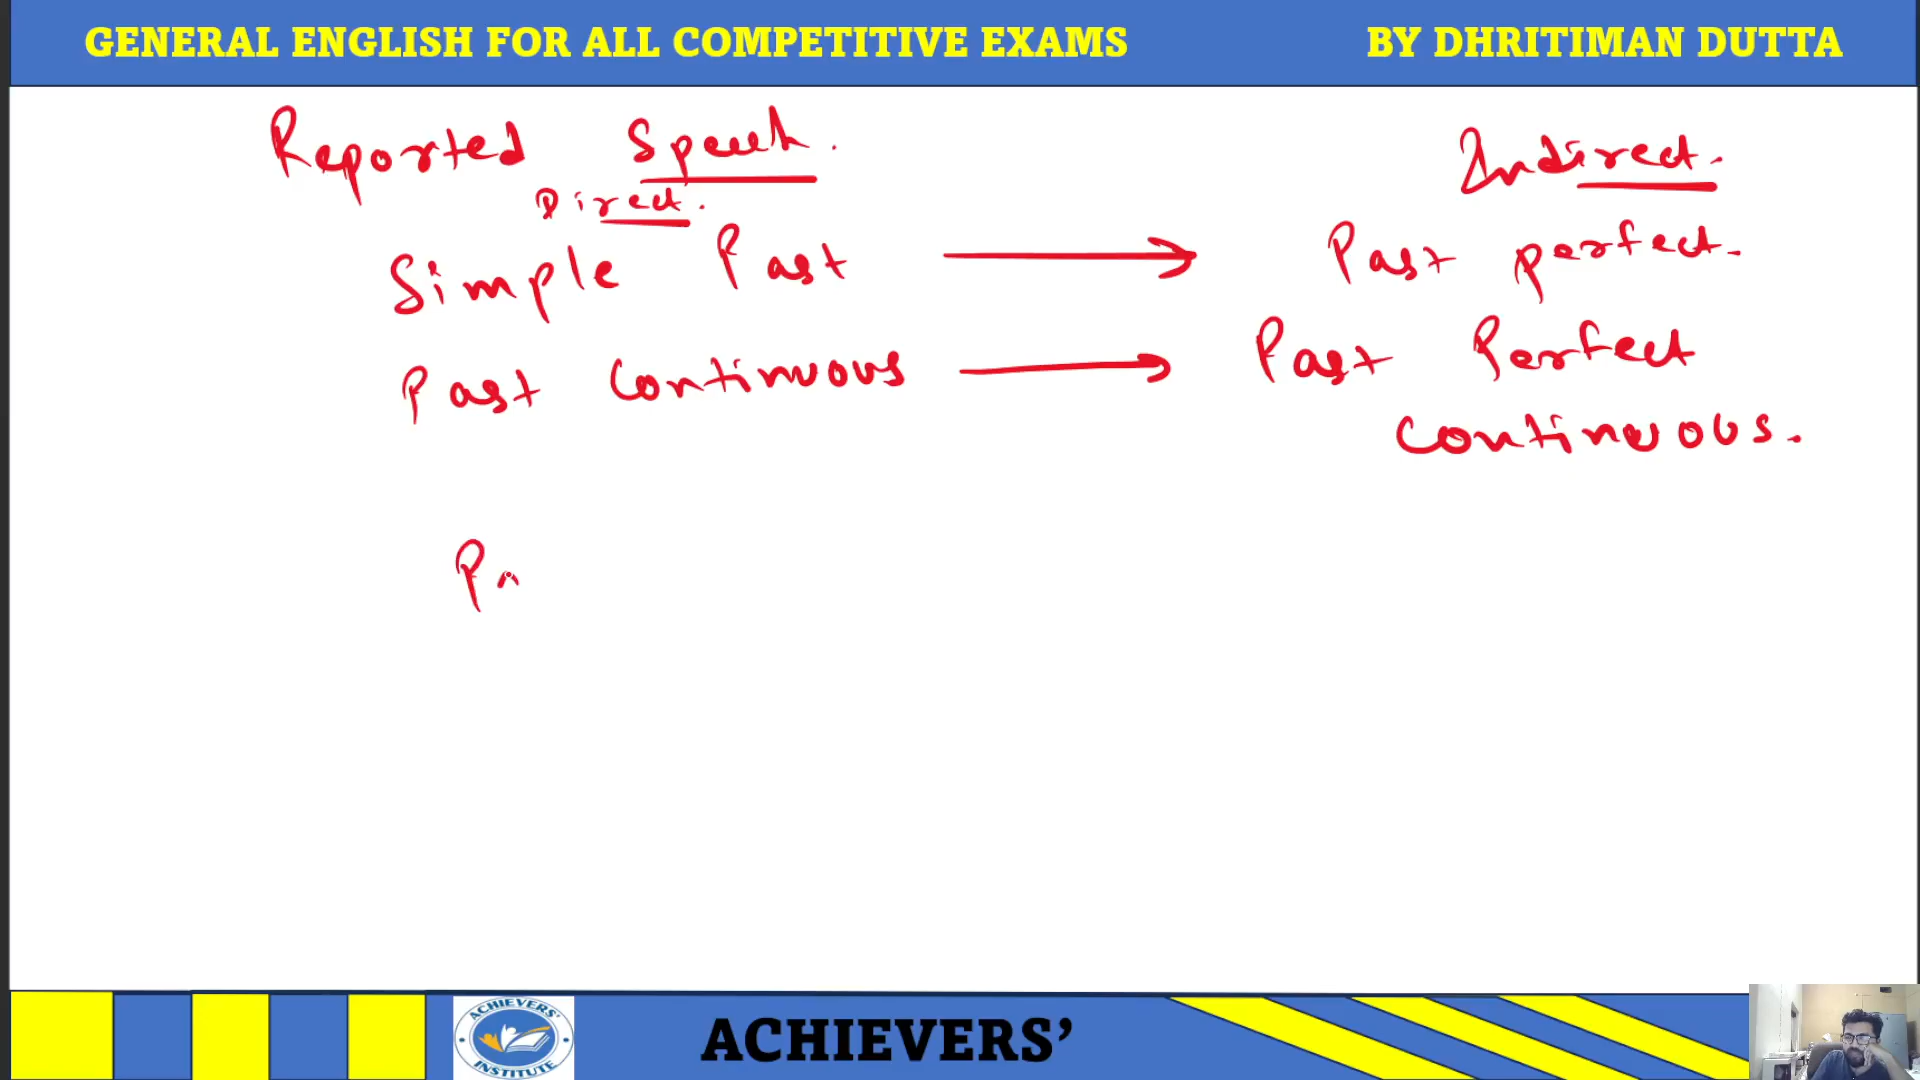 GENERAL ENGLISH FOR ALL COMPETITIVE EXAMS BY DHRITIMAN DUTTA
Reported Speech. Indirect.
Direct.
Simple Past → Past perfect.
Past Continuous → Past Perfect
continuous.
Pa
ACHIEVERS' INSTITUTE
ACHIEVERS’